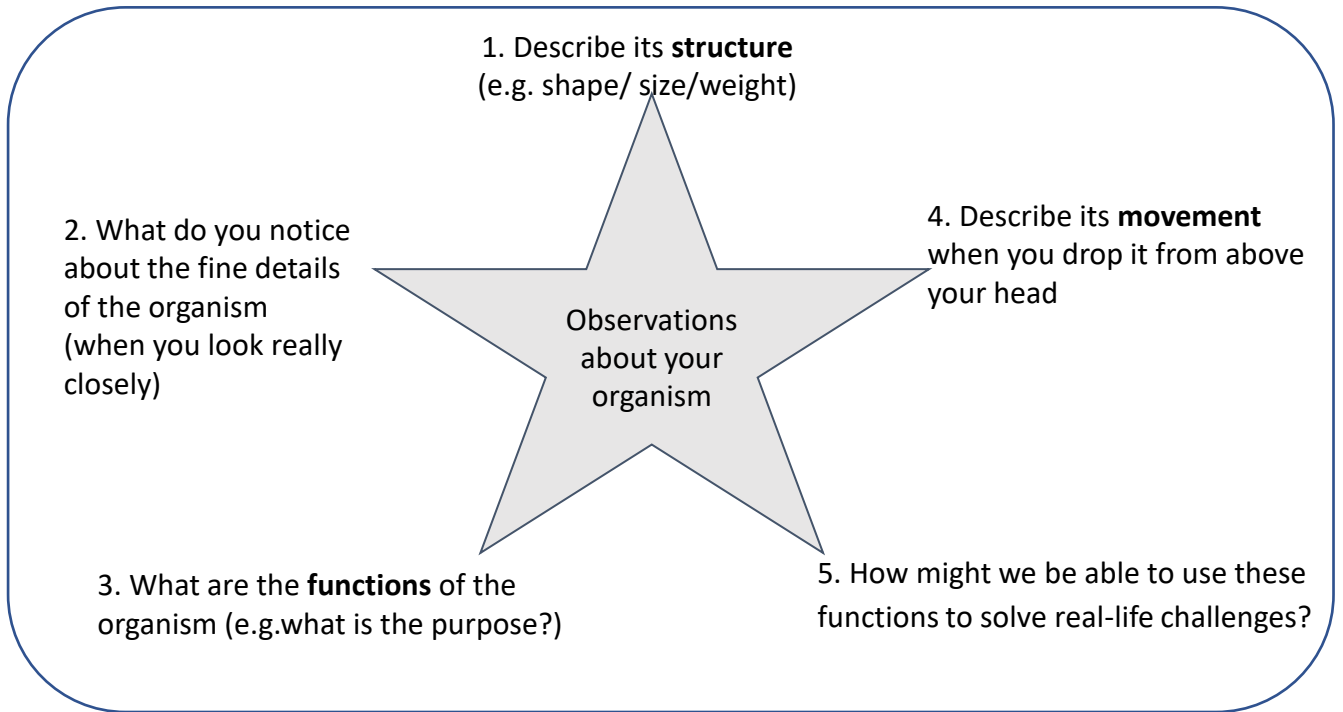 1. Describe its structure
(e.g. shape/ size/weight)
2. What do you notice
about the fine details
of the organism
(when you look really
closely)
4. Describe its movement
when you drop it from above
your head
Observations
about your
organism
3. What are the functions of the
organism (e.g.what is the purpose?)
5. How might we be able to use these
functions to solve real-life challenges?